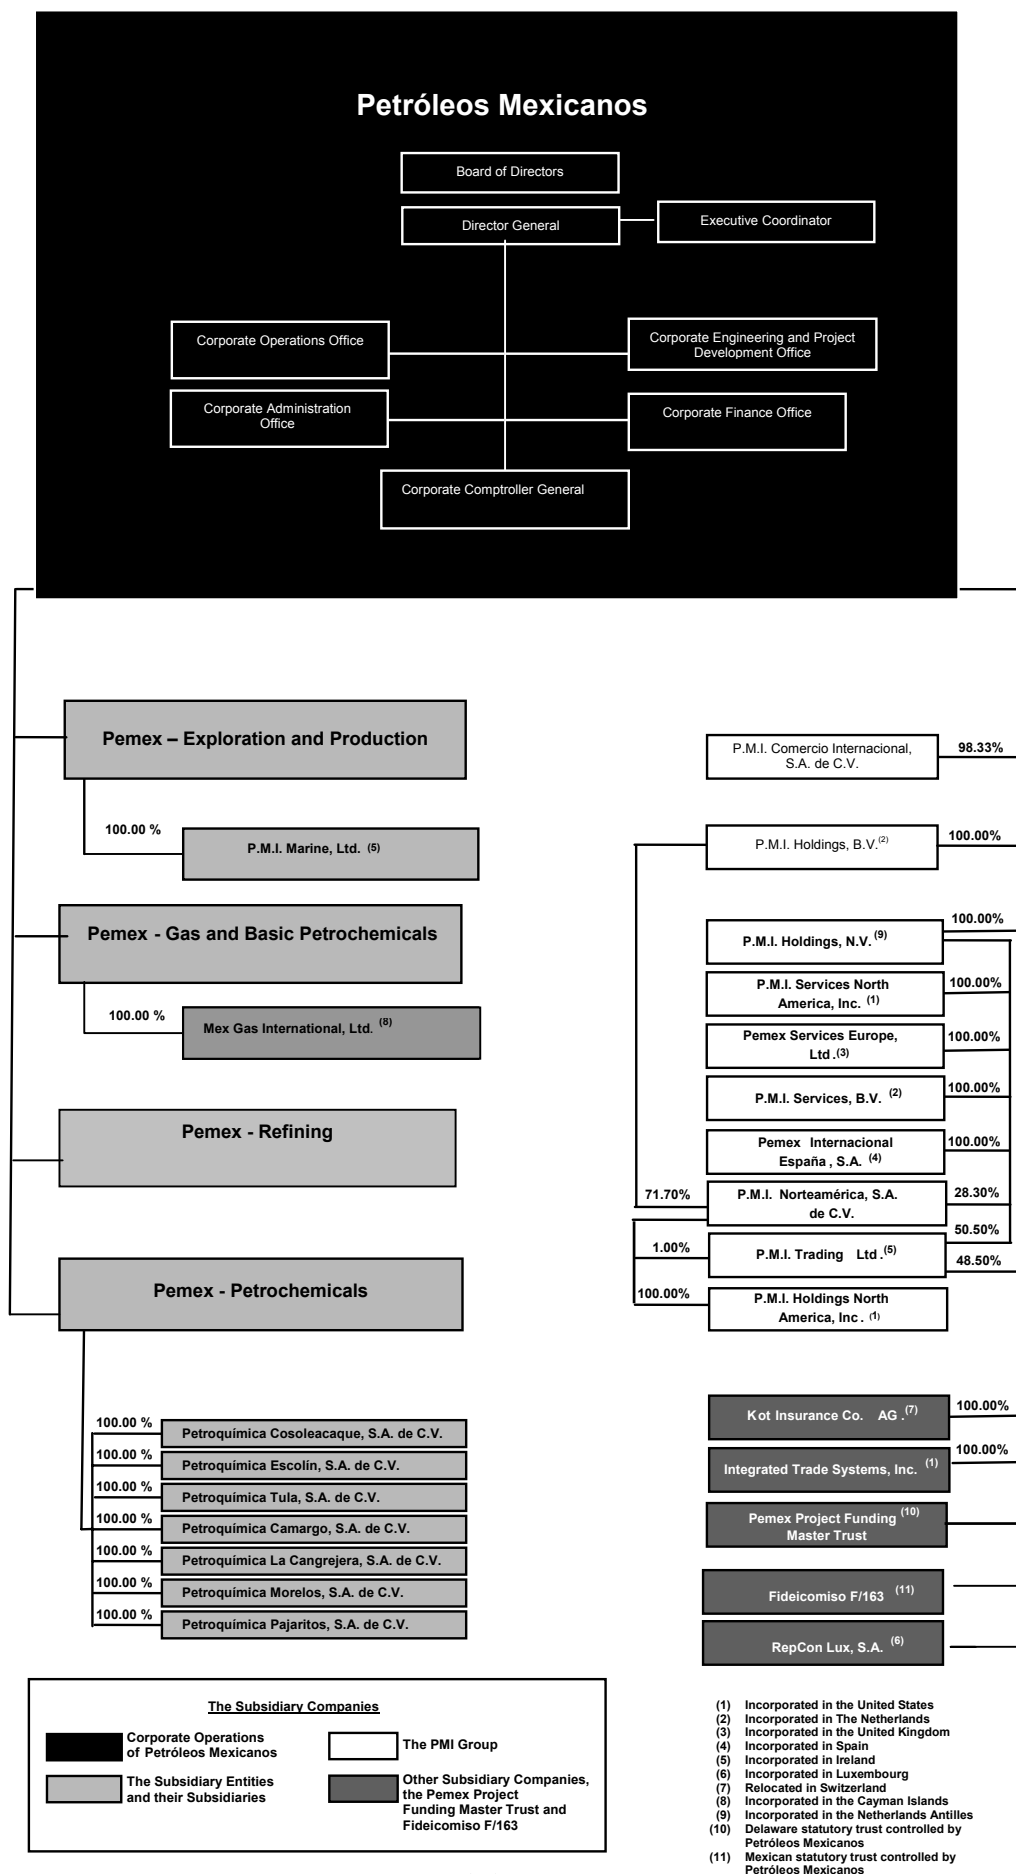 Petróleos Mexicanos
Board of Directors
Director General
Executive Coordinator
Corporate Operations Office
Corporate Engineering and Project
Development Office
Corporate Administration
Office
Corporate Finance Office
Corporate Comptroller General
Pemex – Exploration and Production
100.00 %
P.M.I. Marine, Ltd. (5)
Pemex - Gas and Basic Petrochemicals
100.00 %
Mex Gas International, Ltd. (8)
Pemex - Refining
Pemex - Petrochemicals
100.00 %
Petroquímica Cosoleacaque, S.A. de C.V.
100.00 %
Petroquímica Escolín, S.A. de C.V.
100.00 %
Petroquímica Tula, S.A. de C.V.
100.00 %
Petroquímica Camargo, S.A. de C.V.
100.00 %
Petroquímica La Cangrejera, S.A. de C.V.
100.00 %
Petroquímica Morelos, S.A. de C.V.
100.00 %
Petroquímica Pajaritos, S.A. de C.V.
P.M.I. Comercio Internacional,
S.A. de C.V.
98.33%
P.M.I. Holdings, B.V.(2)
100.00%
P.M.I. Holdings, N.V. (9)
100.00%
P.M.I. Services North
America, Inc. (1)
100.00%
Pemex Services Europe,
Ltd.(3)
100.00%
P.M.I. Services, B.V. (2)
100.00%
Pemex Internacional
España, S.A. (4)
100.00%
71.70%
P.M.I. Norteamérica, S.A.
de C.V.
28.30%
50.50%
1.00%
P.M.I. Trading Ltd.(5)
48.50%
100.00%
P.M.I. Holdings North
America, Inc. (1)
Kot Insurance Co. AG.(7)
100.00%
Integrated Trade Systems, Inc. (1)
100.00%
Pemex Project Funding (10)
Master Trust
Fideicomiso F/163 (11)
RepCon Lux, S.A. (6)
The Subsidiary Companies
Corporate Operations
of Petróleos Mexicanos
The PMI Group
The Subsidiary Entities
and their Subsidiaries
Other Subsidiary Companies,
the Pemex Project
Funding Master Trust and
Fideicomiso F/163
(1) Incorporated in the United States
(2) Incorporated in The Netherlands
(3) Incorporated in the United Kingdom
(4) Incorporated in Spain
(5) Incorporated in Ireland
(6) Incorporated in Luxembourg
(7) Relocated in Switzerland
(8) Incorporated in the Cayman Islands
(9) Incorporated in the Netherlands Antilles
(10) Delaware statutory trust controlled by
Petróleos Mexicanos
(11) Mexican statutory trust controlled by
Petróleos Mexicanos